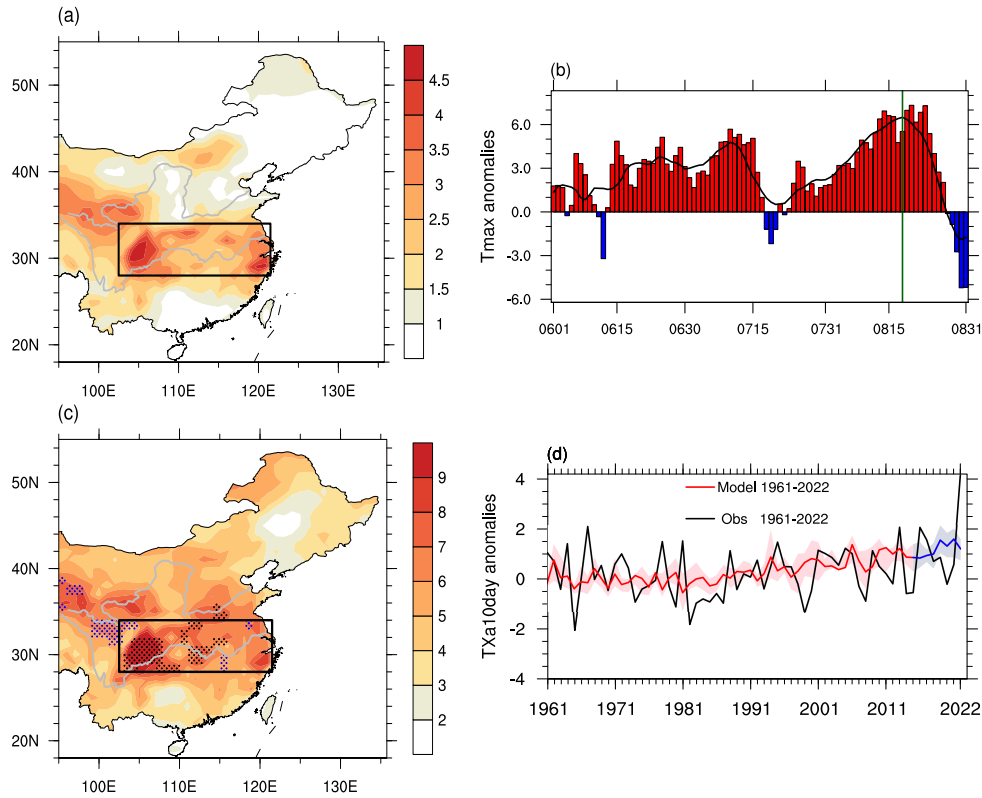 (a)
50N
40N
30N
20N
100E 110E 120E 130E
4.5
4
3.5
3
2.5
2
1.5
1
(b)
Tmax anomalies
6.0
3.0
0.0
-3.0
-6.0
0601 0615 0630 0715 0731 0815 0831
(c)
50N
40N
30N
20N
100E 110E 120E 130E
9
8
7
6
5
4
3
2
(d)
TXa10day anomalies
4
2
0
-2
-4
Model 1961-2022
Obs 1961-2022
1961 1971 1981 1991 2001 2011 2022